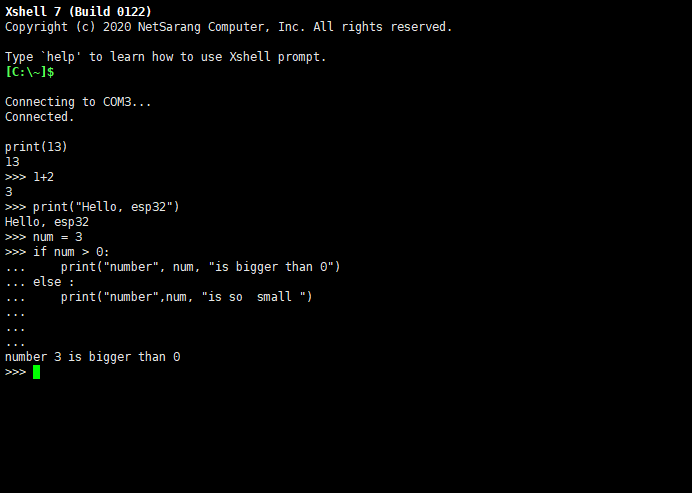 Xshell 7 (Build 0122)
Copyright (c) 2020 NetSarang Computer, Inc. All rights reserved.
Type `help' to learn how to use Xshell prompt.
[C:\~]$
Connecting to COM3...
Connected.
print(13)
13
>>> 1+2
3
>>> print("Hello, esp32")
Hello, esp32
>>> num = 3
>>> if num > 0:
...     print("number", num, "is bigger than 0")
... else :
...     print("number",num, "is so  small ")
...
...
...
number 3 is bigger than 0
>>>